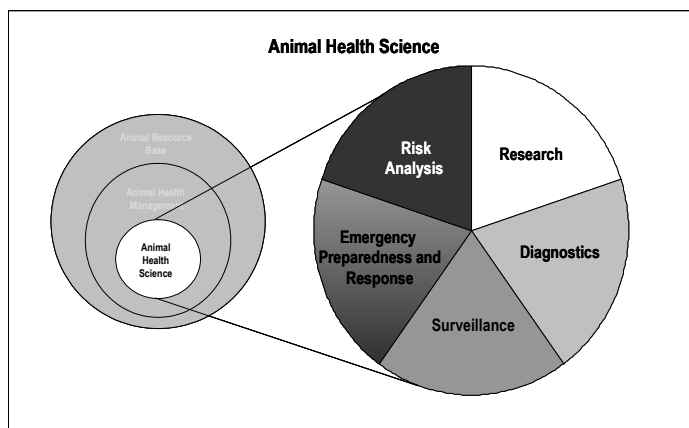 Animal Health Science
Animal Resource
Base
Animal Health
Management
Animal
Health
Science
Risk
Analysis
Research
Emergency
Preparedness and
Response
Diagnostics
Surveillance